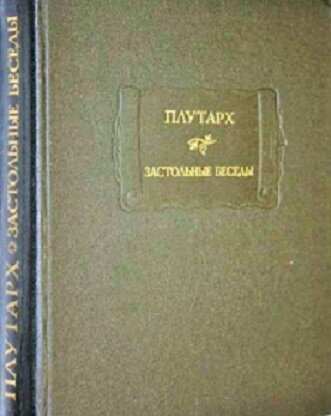 ПЛУТАРХ
ЗАСТОЛЬНЫЕ БЕСЕДЫ
ПЛУТАРХ ЗАСТОЛЬНЫЕ БЕСЕДЫ